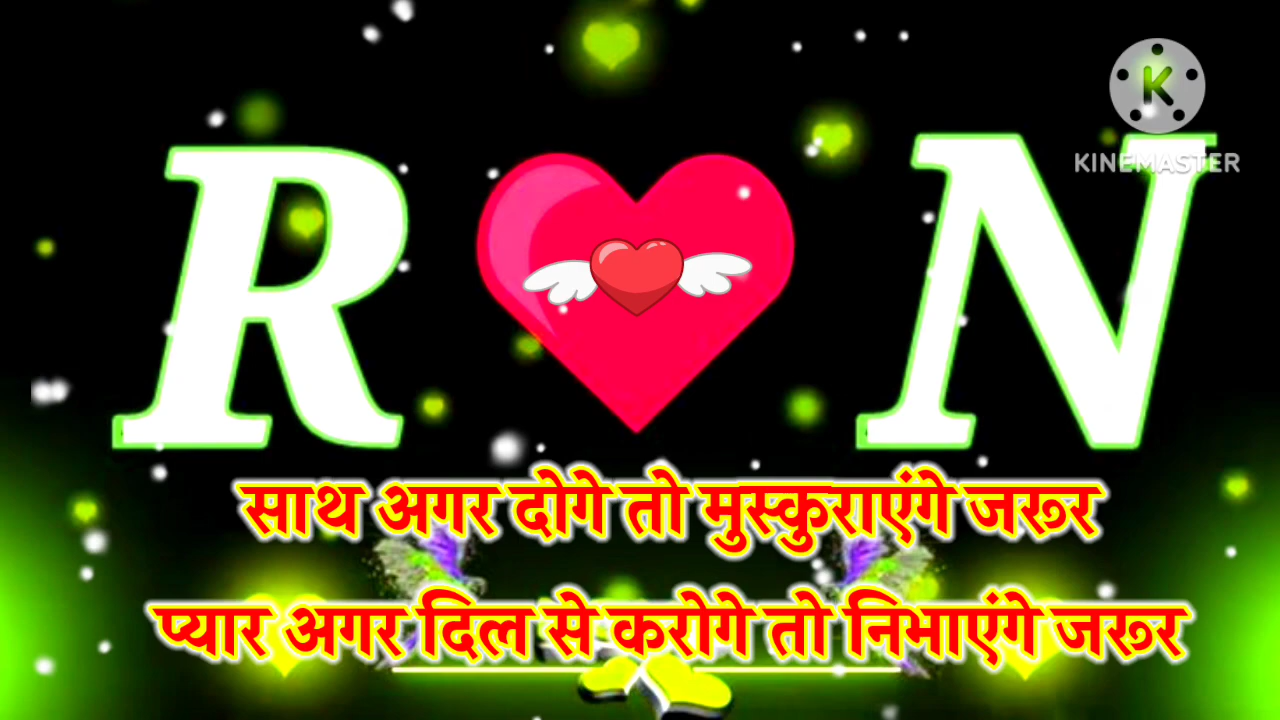 R N
K
KINEMASTER
साथ अगर दोगे तो मुस्कुराएंगे जरूर
प्यार अगर दिल से करोगे तो निभाएंगे जरूर